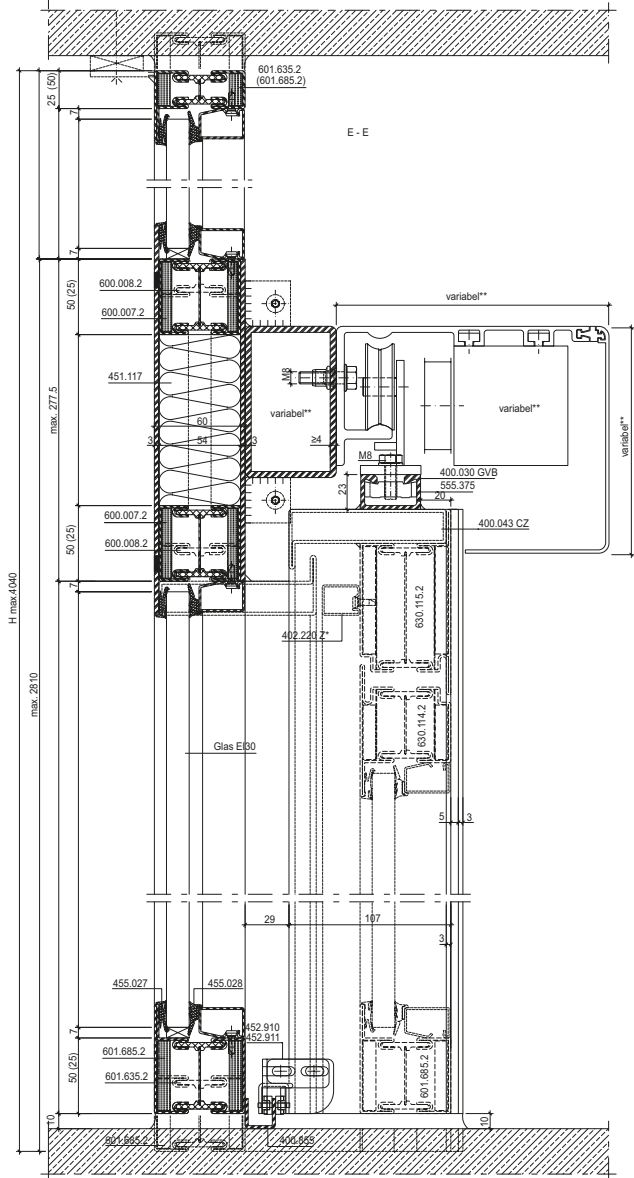 601.635.2
(601.685.2)
E - E
25 (50)
7
7
50 (25)
600.008.2
600.007.2
variabel**
M8
451.117
variabel**
variabel**
variabel**
max. 277.5
60
3
54
3
≥4
M8
400.030 GVB
555.375
23
20
600.007.2
400.043 CZ
600.008.2
50 (25)
7
630.115.2
402.220 Z*
H max.4040
max. 2810
630.114.2
Glas EI30
5
3
29
107
3
455.027
455.028
7
452.910
452.911
601.685.2
50 (25)
601.635.2
601.685.2
10
10
601.685.2
400.853